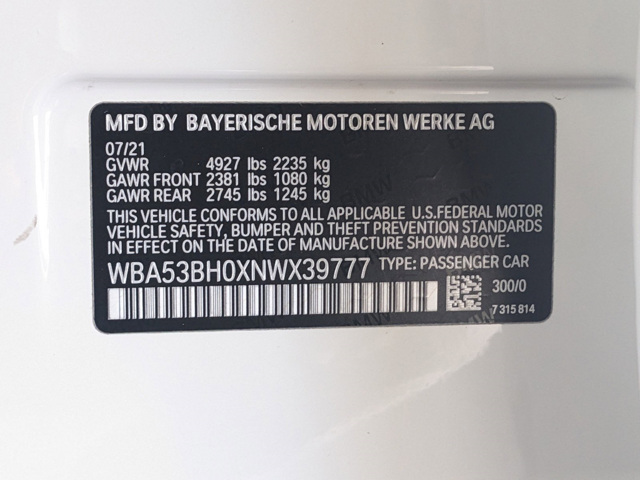 MFD BY BAYERISCHE MOTOREN WERKE AG
07/21
GVWR 4927 lbs 2235 kg
GAWR FRONT 2381 lbs 1080 kg
GAWR REAR 2745 lbs 1245 kg
THIS VEHICLE CONFORMS TO ALL APPLICABLE U.S.FEDERAL MOTOR
VEHICLE SAFETY, BUMPER AND THEFT PREVENTION STANDARDS
IN EFFECT ON THE DATE OF MANUFACTURE SHOWN ABOVE.
WBA53BH0XNWX39777 TYPE: PASSENGER CAR
300/0
7 315 814